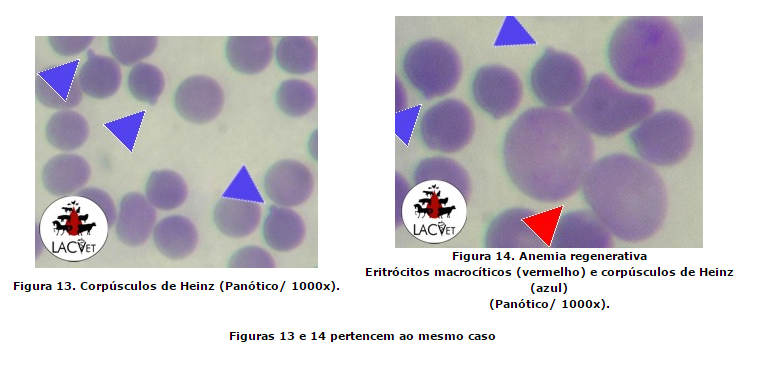 LACVET
LACVET
Figura 13. Corpúsculos de Heinz (Panótico/ 1000x).
Figura 14. Anemia regenerativa
Eritrócitos macrocíticos (vermelho) e corpúsculos de Heinz
(azul)
(Panótico/ 1000x).
Figuras 13 e 14 pertencem ao mesmo caso